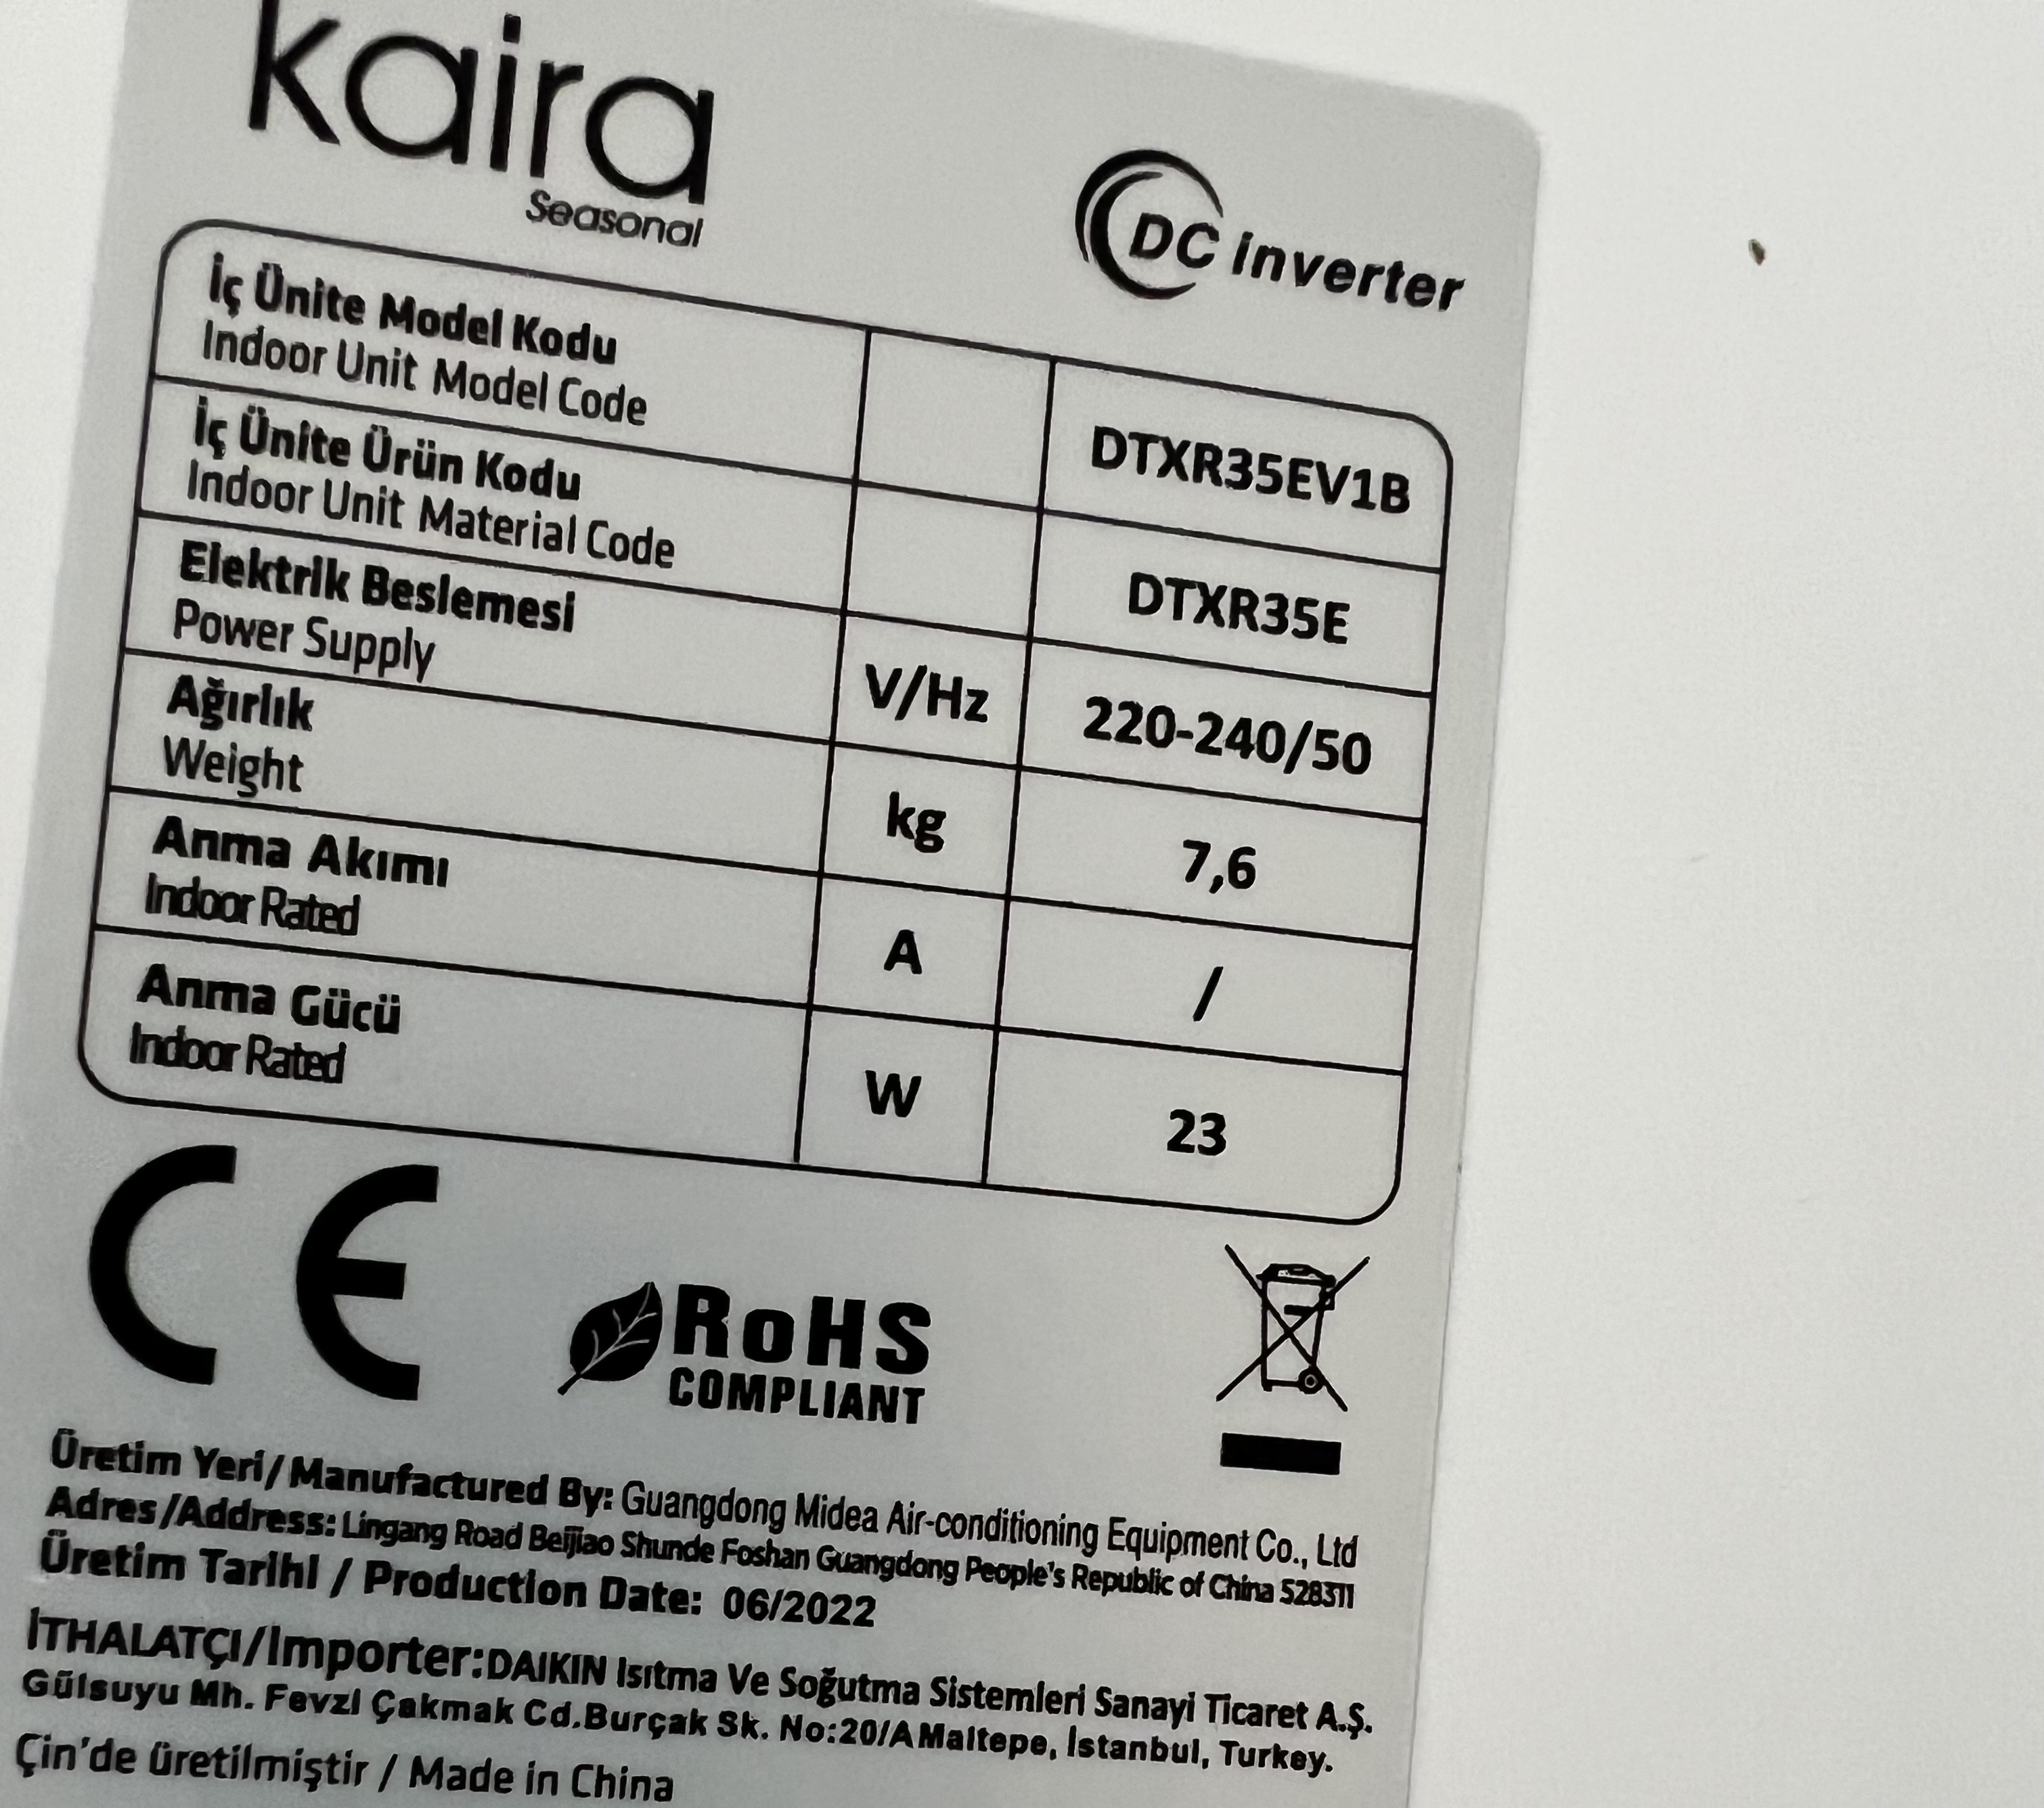 kaira
Seasonal
DC inverter
İç Ünite Model Kodu
Indoor Unit Model Code
DTXR35EV1B
İç Ünite Ürün Kodu
Indoor Unit Material Code
DTXR35E
Elektrik Beslemesi
Power Supply
V/Hz
220-240/50
Ağırlık
Weight
kg
7,6
Anma Akımı
Indoor Rated
A
/
Anma Gücü
Indoor Rated
W
23
CE
RoHS
COMPLIANT
Üretim Yeri/Manufactured By: Guangdong Midea Air-conditioning Equipment Co., Ltd
Adres/Address: Lingang Road Beijiao Shunde Foshan Guangdong People's Republic of China 528311
Üretim Tarihi / Production Date: 06/2022
İTHALATÇI/Importer:DAIKIN Isıtma Ve Soğutma Sistemleri Sanayi Ticaret A.Ş.
Gülsuyu Mh. Fevzi Çakmak Cd.Burçak Sk. No:20/A Maltepe, İstanbul, Turkey.
Çin'de üretilmiştir / Made in China